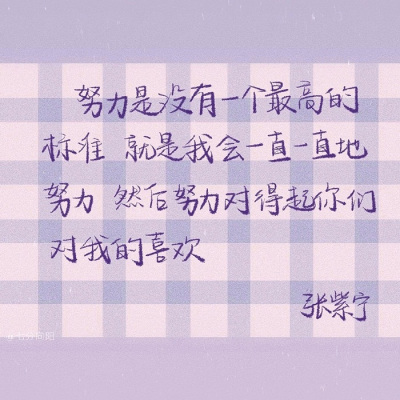 努力是没有一个最高的
标准 就是我会一直一直地
努力 然后努力对得起你们
对我的喜欢
张紫宁